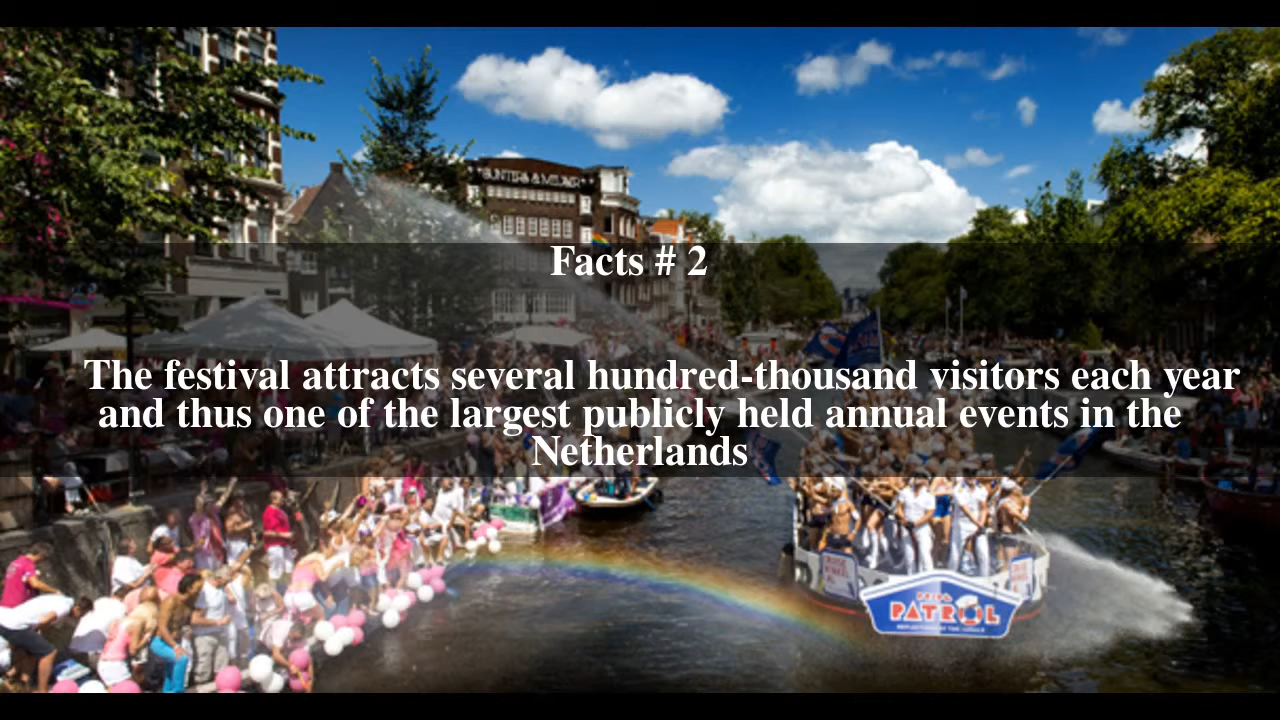 Facts # 2
The festival attracts several hundred-thousand visitors each year
and thus one of the largest publicly held annual events in the
Netherlands
PATROL